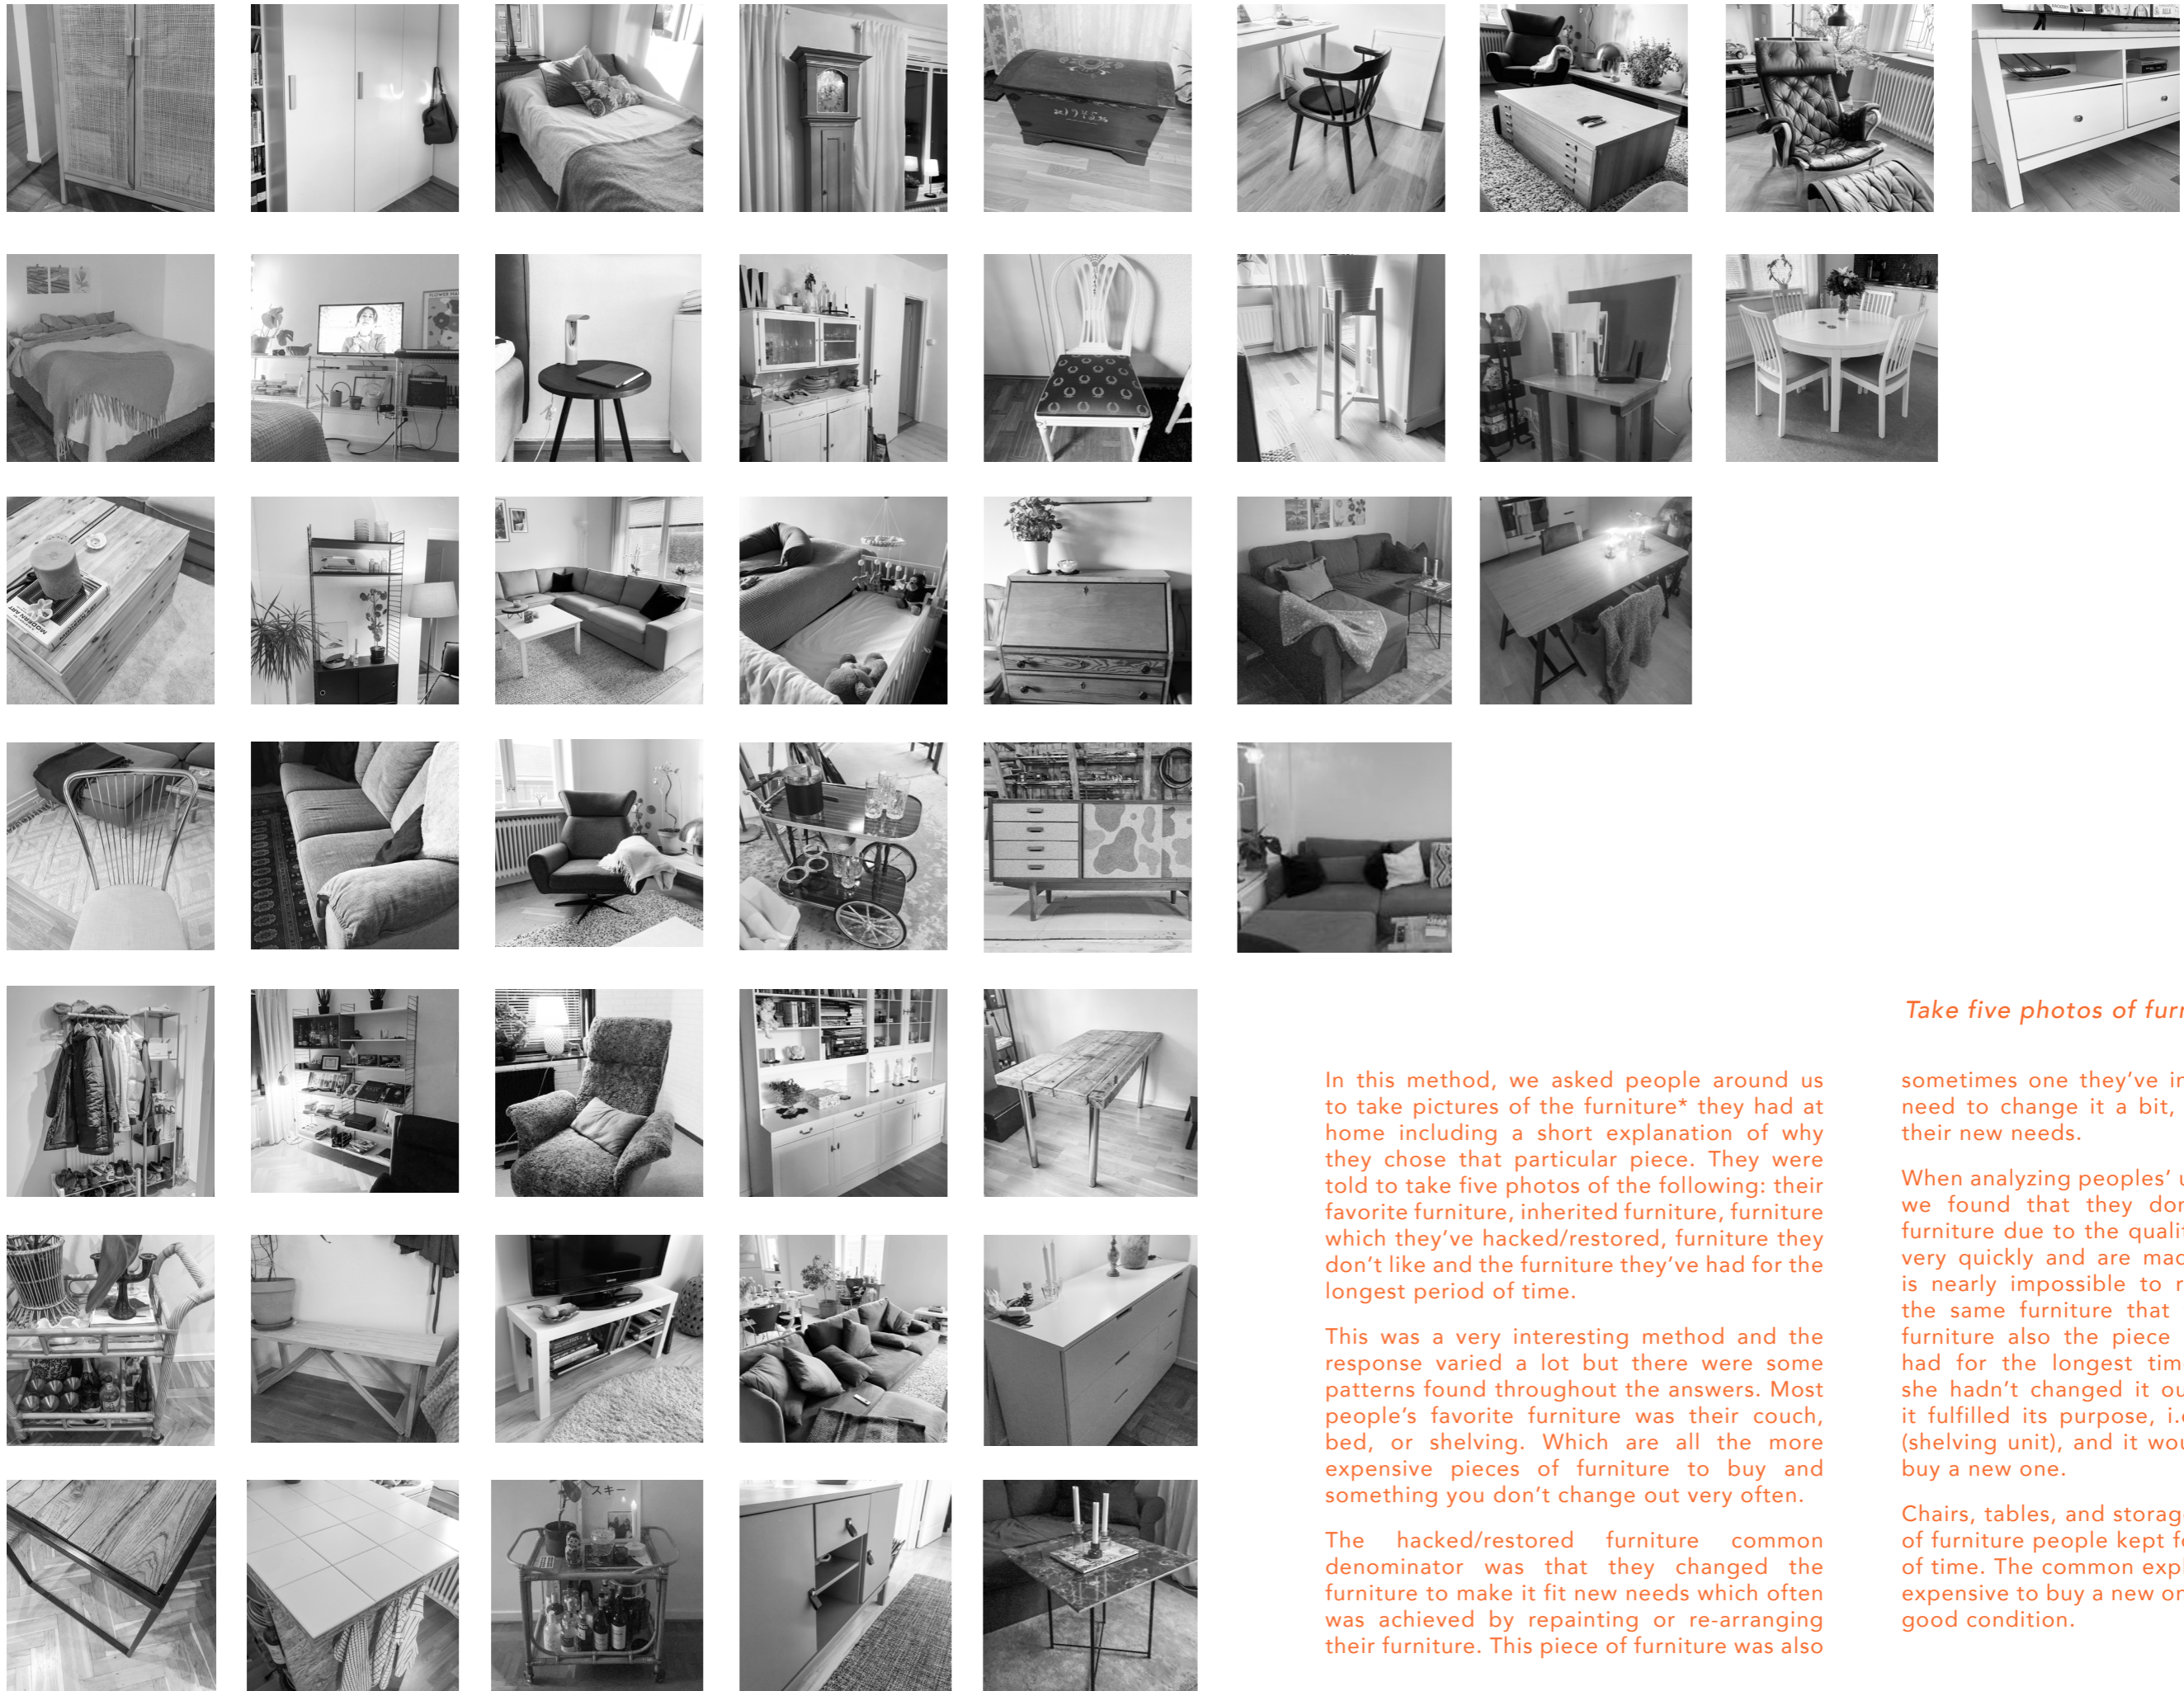 FLOWER MA
W
MODERN ART
スキー
Take five photos of furn
In this method, we asked people around us
to take pictures of the furniture* they had at
home including a short explanation of why
they chose that particular piece. They were
told to take five photos of the following: their
favorite furniture, inherited furniture, furniture
which they've hacked/restored, furniture they
don't like and the furniture they've had for the
longest period of time.
This was a very interesting method and the
response varied a lot but there were some
patterns found throughout the answers. Most
people's favorite furniture was their couch,
bed, or shelving. Which are all the more
expensive pieces of furniture to buy and
something you don't change out very often.
The hacked/restored furniture common
denominator was that they changed the
furniture to make it fit new needs which often
was achieved by repainting or re-arranging
their furniture. This piece of furniture was also
sometimes one they've in
need to change it a bit,
their new needs.
When analyzing peoples' u
we found that they don
furniture due to the qualit
very quickly and are mad
is nearly impossible to r
the same furniture that
furniture also the piece
had for the longest tim
she hadn't changed it ou
it fulfilled its purpose, i.e
(shelving unit), and it wou
buy a new one.
Chairs, tables, and storag
of furniture people kept fo
of time. The common exp
expensive to buy a new on
good condition.